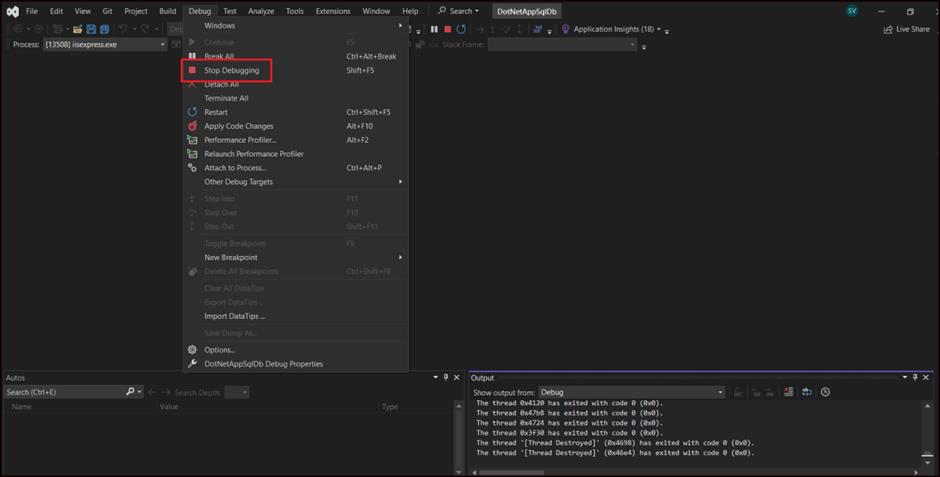 File Edit View Git Project Build Debug Test Analyze Tools Extensions Window Help Search DotNetAppSqlDb SV
Application Insights (18) Live Share
Process: [13508] iisexpress.exe Stack Frame:
Windows
Continue F5
Break All Ctrl+Alt+Break
Stop Debugging Shift+F5
Detach All
Terminate All
Restart Ctrl+Shift+F5
Apply Code Changes Alt+F10
Performance Profiler... Alt+F2
Relaunch Performance Profiler
Attach to Process... Ctrl+Alt+P
Other Debug Targets
Step Into F11
Step Over F10
Step Out Shift+F11
Toggle Breakpoint F9
New Breakpoint
Delete All Breakpoints Ctrl+Shift+F9
Clear All DataTips
Export DataTips ...
Import DataTips ...
Save Dump As...
Options...
DotNetAppSqlDb Debug Properties
Autos
Search (Ctrl+E) Search Depth:
Name Value Type
Output
Show output from: Debug
The thread 0x4120 has exited with code 0 (0x0).
The thread 0x47b8 has exited with code 0 (0x0).
The thread 0x4724 has exited with code 0 (0x0).
The thread 0x3f30 has exited with code 0 (0x0).
The thread '[Thread Destroyed]' (0x4698) has exited with code 0 (0x0).
The thread '[Thread Destroyed]' (0x46e4) has exited with code 0 (0x0).